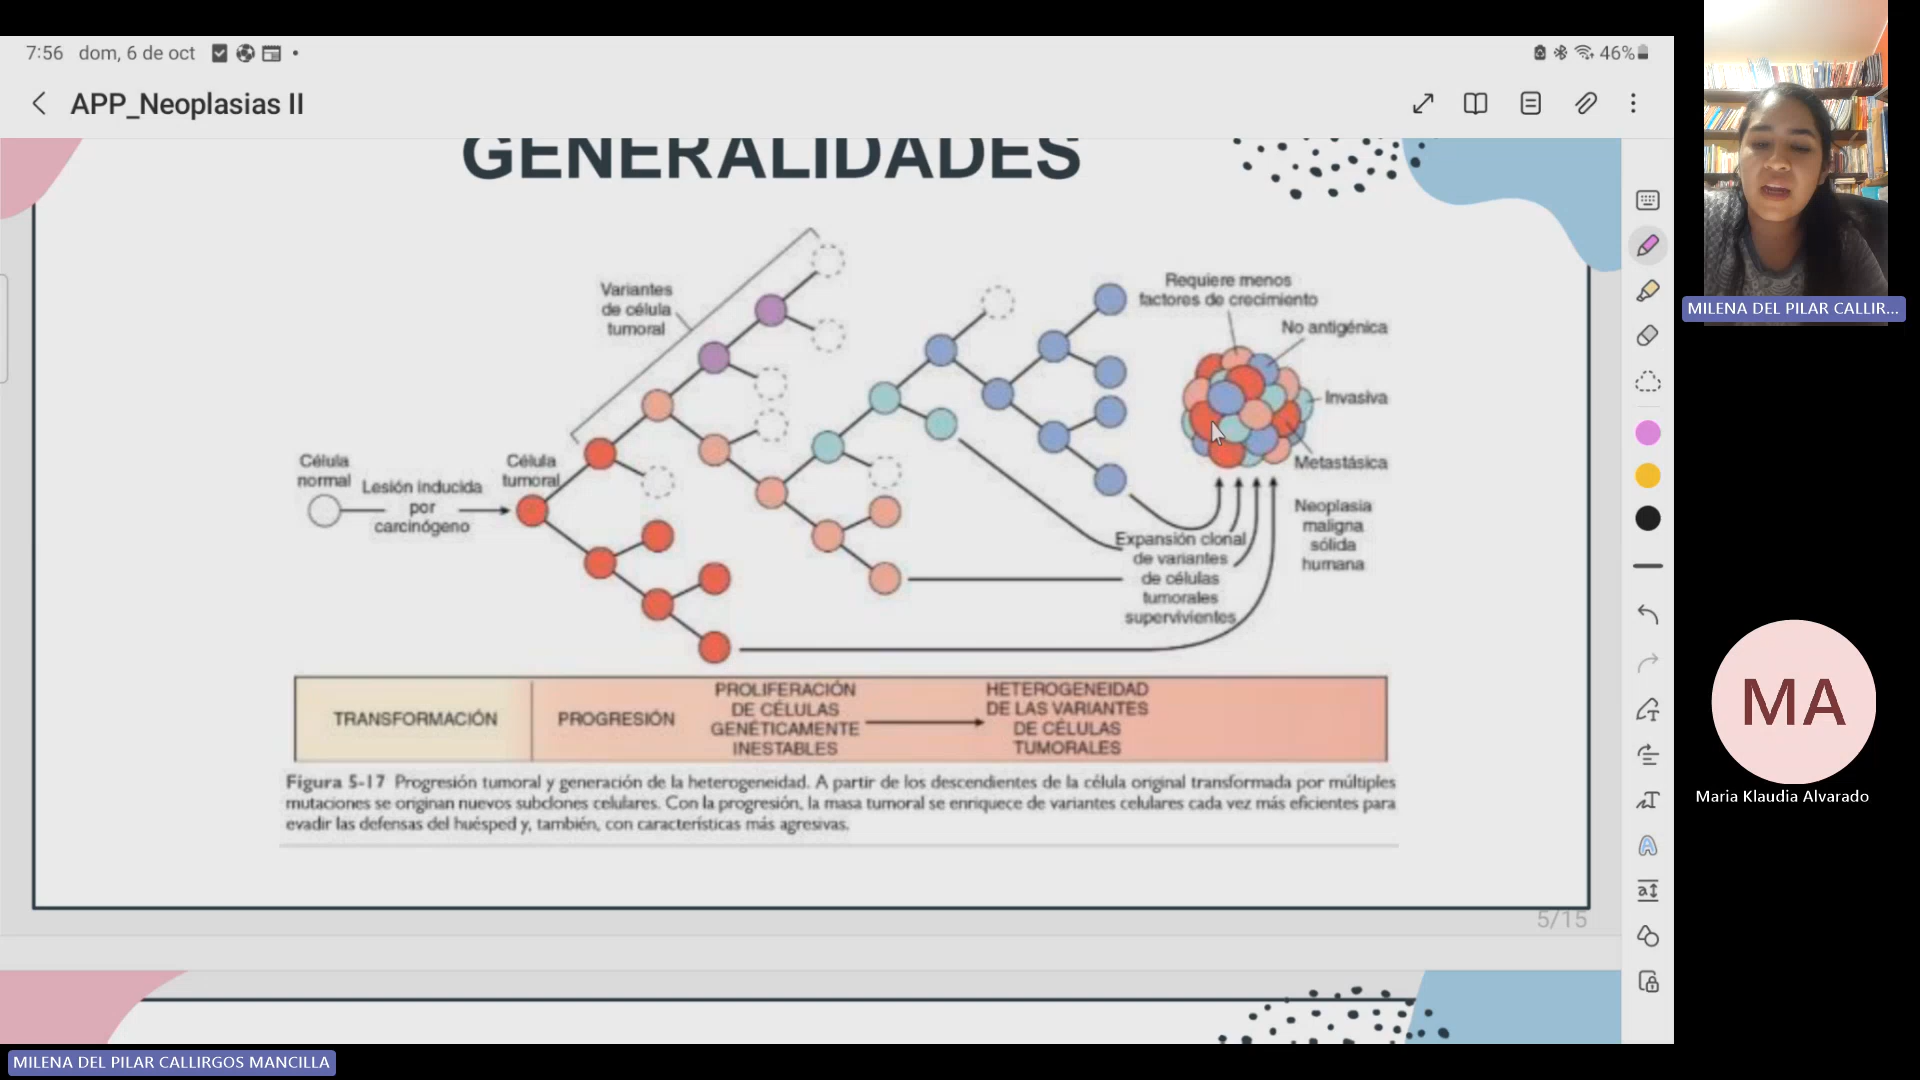 7:56 dom, 6 de oct
46%
APP_Neoplasias II
GENERALIDADES
Variantes
de célula
tumoral
Requiere menos
factores de crecimiento
No antigénica
Invasiva
Metastásica
Célula
normal
Lesión inducida
por
carcinógeno
Célula
tumoral
Neoplasia
maligna
sólida
humana
Expansión clonal
de variantes
de células
tumorales
supervivientes
TRANSFORMACIÓN
PROGRESIÓN
PROLIFERACIÓN
DE CÉLULAS
GENÉTICAMENTE
INESTABLES
HETEROGENEIDAD
DE LAS VARIANTES
DE CÉLULAS
TUMORALES
Figura 5-17 Progresión tumoral y generación de la heterogeneidad. A partir de los descendientes de la célula original transformada por múltiples
mutaciones se originan nuevos subclones celulares. Con la progresión, la masa tumoral se enriquece de variantes celulares cada vez más eficientes para
evadir las defensas del huésped y, también, con características más agresivas.
5/15
MILENA DEL PILAR CALLIR...
MA
Maria Klaudia Alvarado
MILENA DEL PILAR CALLIRGOS MANCILLA